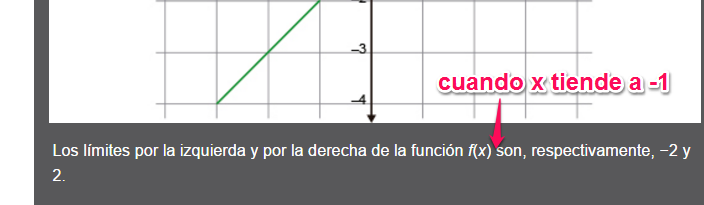 -3
cuando x tiende a -1
-4
Los límites por la izquierda y por la derecha de la función f(x) son, respectivamente, −2 y
2.